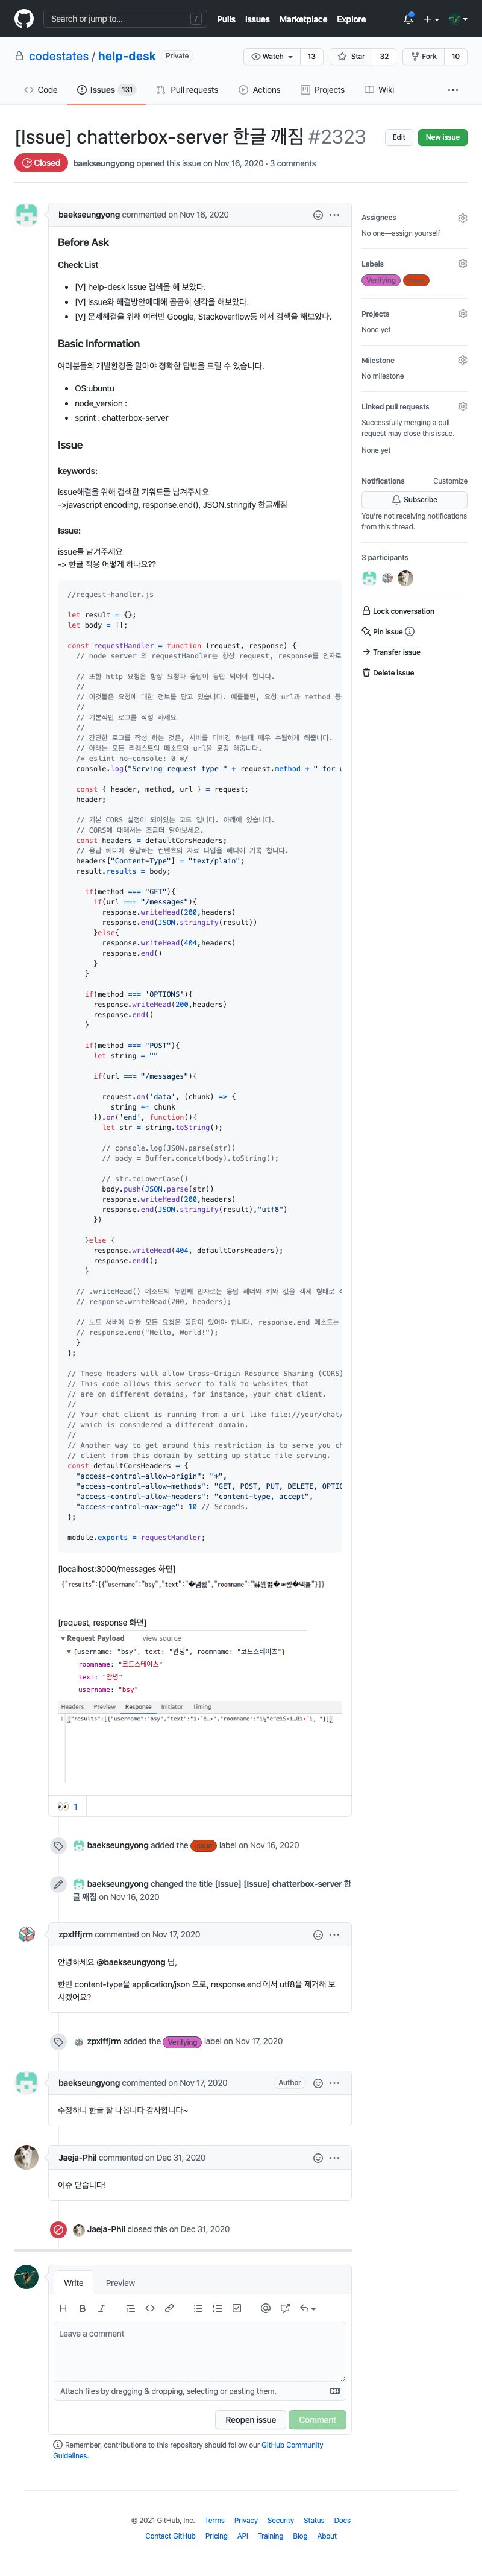 Search or jump to...
/
Pulls Issues Marketplace Explore
codestates / help-desk Private
Watch 13 Star 32 Fork 10
Code Issues 131 Pull requests Actions Projects Wiki
[Issue] chatterbox-server 한글 깨짐 #2323
Edit New issue
Closed baekseungyong opened this issue on Nov 16, 2020 · 3 comments
baekseungyong commented on Nov 16, 2020
Before Ask
Check List
[V] help-desk issue 검색을 해 보았다.
[V] issue와 해결방안에대해 곰곰히 생각을 해보았다.
[V] 문제해결을 위해 여러번 Google, Stackoverflow등 에서 검색을 해보았다.
Basic Information
여러분들의 개발환경을 알아야 정확한 답변을 드릴 수 있습니다.
OS:ubuntu
node_version :
sprint : chatterbox-server
Issue
keywords:
issue해결을 위해 검색한 키워드를 남겨주세요
->javascript encoding, response.end(), JSON.stringify 한글깨짐
Issue:
issue를 남겨주세요
-> 한글 적용 어떻게 하나요??
//request-handler.js
let result = {};
let body = [];
const requestHandler = function (request, response) {
// node server 의 requestHandler는 항상 request, response를 인자로
// 또한 http 요청은 항상 요청과 응답이 동반 되어야 합니다.
//
// 이것들은 요청에 대한 정보를 담고 있습니다. 예를들면, 요청 url과 method 등
//
// 기본적인 로그를 작성 하세요
//
// 간단한 로그를 작성 하는 것은, 서버를 디버깅 하는데 매우 수월하게 해줍니다.
// 아래는 모든 리퀘스트의 메소드와 url을 로깅 해줍니다.
/* eslint no-console: 0 */
console.log("Serving request type " + request.method + " for u
const { header, method, url } = request;
header;
// 기본 CORS 설정이 되어있는 코드 입니다. 아래에 있습니다.
// CORS에 대해서는 조금더 알아보세요.
const headers = defaultCorsHeaders;
// 응답 헤더에 응답하는 컨텐츠의 자료 타입을 헤더에 기록 합니다.
headers["Content-Type"] = "text/plain";
result.results = body;
if(method === "GET"){
if(url === "/messages"){
response.writeHead(200,headers)
response.end(JSON.stringify(result))
}else{
response.writeHead(404,headers)
response.end()
}
}
if(method === 'OPTIONS'){
response.writeHead(200,headers)
response.end()
}
if(method === "POST"){
let string = ""
if(url === "/messages"){
request.on('data', (chunk) => {
string += chunk
}).on('end', function(){
let str = string.toString();
// console.log(JSON.parse(str))
// body = Buffer.concat(body).toString();
// str.toLowerCase()
body.push(JSON.parse(str))
response.writeHead(200,headers)
response.end(JSON.stringify(result),"utf8")
})
}else {
response.writeHead(404, defaultCorsHeaders);
response.end();
}
// .writeHead() 메소드의 두번째 인자로는 응답 헤더와 키와 값을 객체 형태로
// response.writeHead(200, headers);
// 노드 서버에 대한 모든 요청은 응답이 있어야 합니다. response.end 메소드는
// response.end("Hello, World!");
}
};
// These headers will allow Cross-Origin Resource Sharing (CORS)
// This code allows this server to talk to websites that
// are on different domains, for instance, your chat client.
//
// Your chat client is running from a url like file://your/chat/
// which is considered a different domain.
//
// Another way to get around this restriction is to serve you ch
// client from this domain by setting up static file serving.
const defaultCorsHeaders = {
"access-control-allow-origin": "*",
"access-control-allow-methods": "GET, POST, PUT, DELETE, OPTIO
"access-control-allow-headers": "content-type, accept",
"access-control-max-age": 10 // Seconds.
};
module.exports = requestHandler;
[localhost:3000/messages 화면]
[request, response 화면]
Request Payload view source
{username: "bsy", text: "안녕", roomname: "코드스테이츠"}
roomname: "코드스테이츠"
text: "안녕"
username: "bsy"
Headers Preview Response Initiator Timing
1
👀 1
baekseungyong added the label on Nov 16, 2020
baekseungyong changed the title [issue] [Issue] chatterbox-server 한
글 깨짐 on Nov 16, 2020
zpxlffjrm commented on Nov 17, 2020
안녕하세요 @baekseungyong 님,
한번 content-type을 application/json 으로, response.end 에서 utf8을 제거해 보
시겠어요?
zpxlffjrm added the Verifying label on Nov 17, 2020
baekseungyong commented on Nov 17, 2020 Author
수정하니 한글 잘 나옵니다 감사합니다~
Jaeja-Phil commented on Dec 31, 2020
이슈 닫습니다!
Jaeja-Phil closed this on Dec 31, 2020
Write Preview
Leave a comment
Attach files by dragging & dropping, selecting or pasting them.
Reopen issue Comment
Remember, contributions to this repository should follow our GitHub Community
Guidelines.
Assignees
No one—assign yourself
Labels
Verifying
Projects
None yet
Milestone
No milestone
Linked pull requests
Successfully merging a pull
request may close this issue.
None yet
Notifications Customize
Subscribe
You're not receiving notifications
from this thread.
3 participants
Lock conversation
Pin issue
Transfer issue
Delete issue
© 2021 GitHub, Inc. Terms Privacy Security Status Docs
Contact GitHub Pricing API Training Blog About